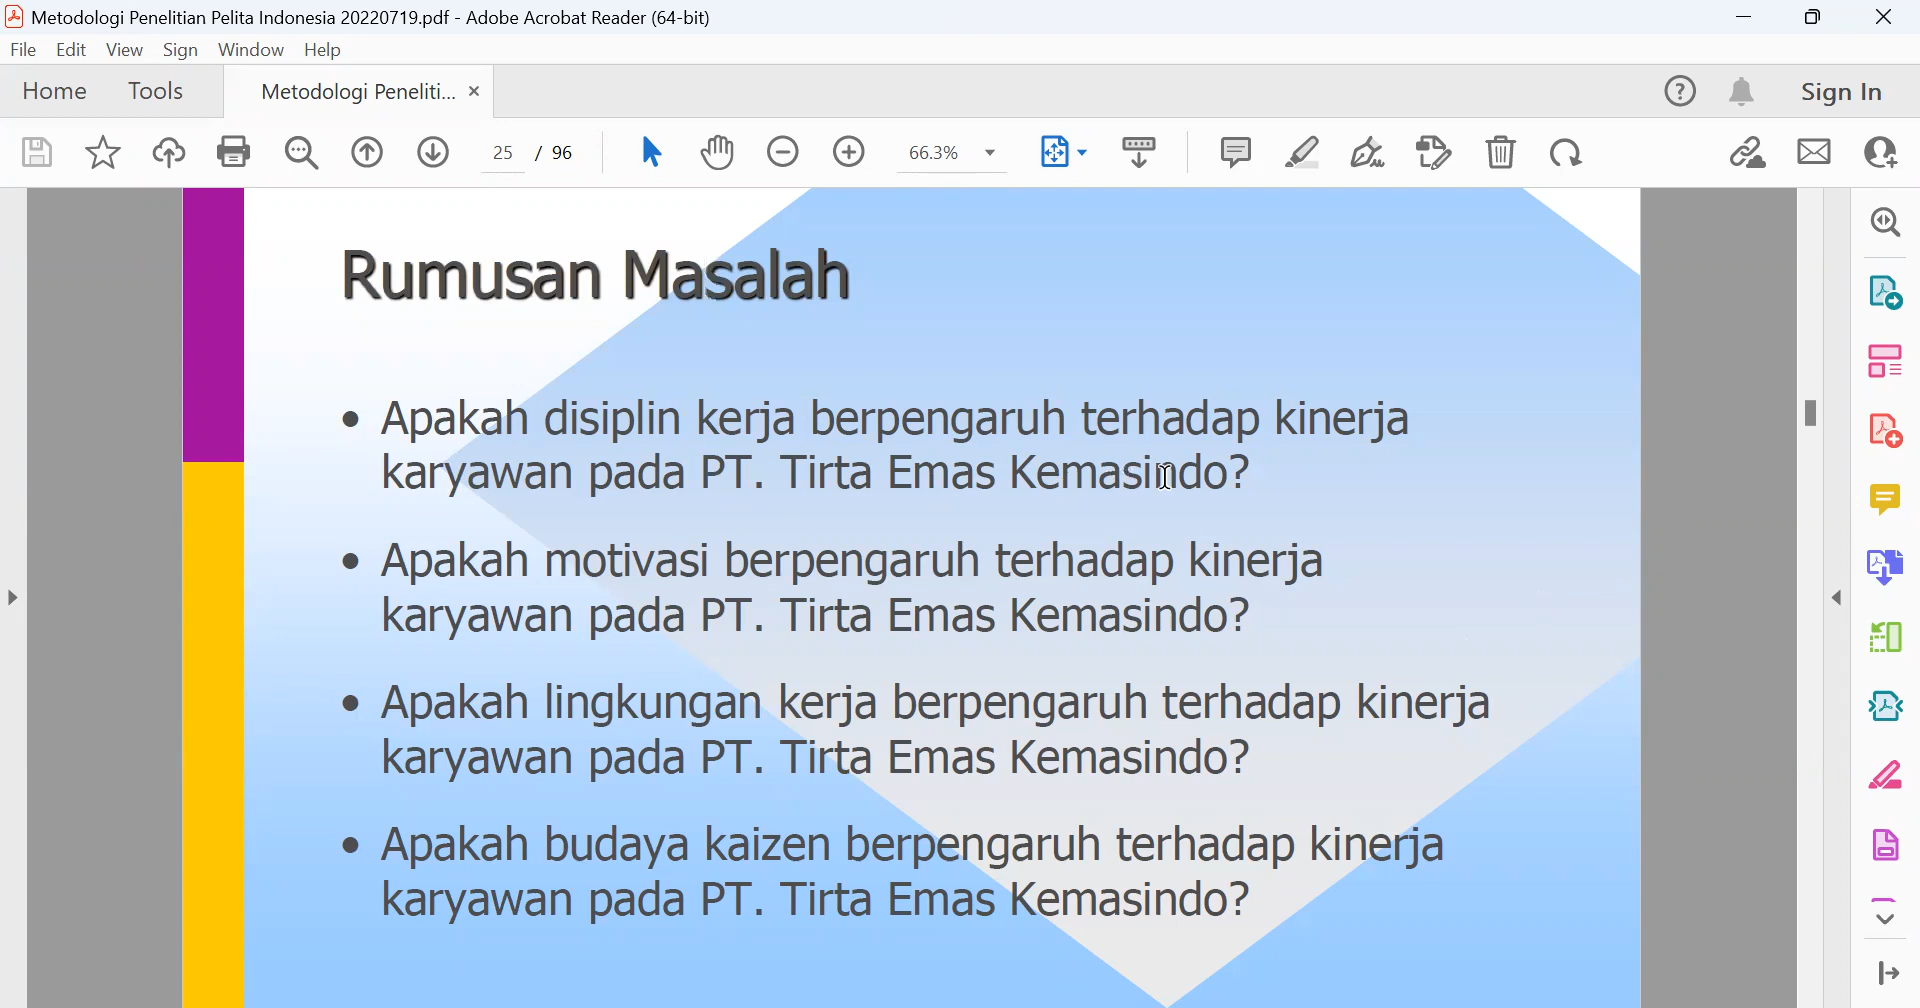 Metodologi Penelitian Pelita Indonesia 20220719.pdf - Adobe Acrobat Reader (64-bit)
File Edit View Sign Window Help
Home Tools Metodologi Peneliti... × Sign In
25 / 96 66.3%
Rumusan Masalah
• Apakah disiplin kerja berpengaruh terhadap kinerja
karyawan pada PT. Tirta Emas Kemasindo?
• Apakah motivasi berpengaruh terhadap kinerja
karyawan pada PT. Tirta Emas Kemasindo?
• Apakah lingkungan kerja berpengaruh terhadap kinerja
karyawan pada PT. Tirta Emas Kemasindo?
• Apakah budaya kaizen berpengaruh terhadap kinerja
karyawan pada PT. Tirta Emas Kemasindo?